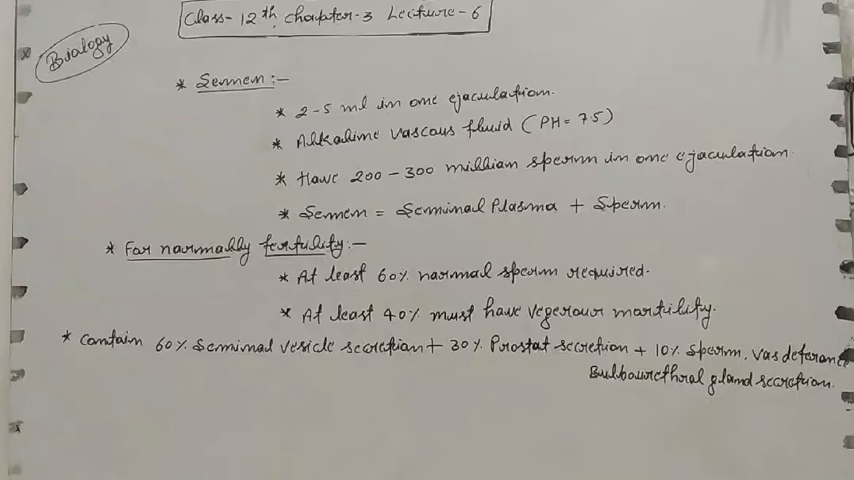 Class- 12th, chapter-3 Lecture-6
Biology
* Semen:-
* 2-5 ml in one ejaculation.
* Alkaline vascous fluid (PH= 7.5)
* Have 200-300 million sperm in one ejaculation.
* Semen = Seminal Plasma + Sperm.
* For normally fertility:-
* At least 60% normal sperm required.
* At least 40% must have vegerour martility.
* Contain 60% Seminal vesicle secretion + 30% Prostat secretion + 10% Sperm, vas deferance
Bulbourethral gland secretion.